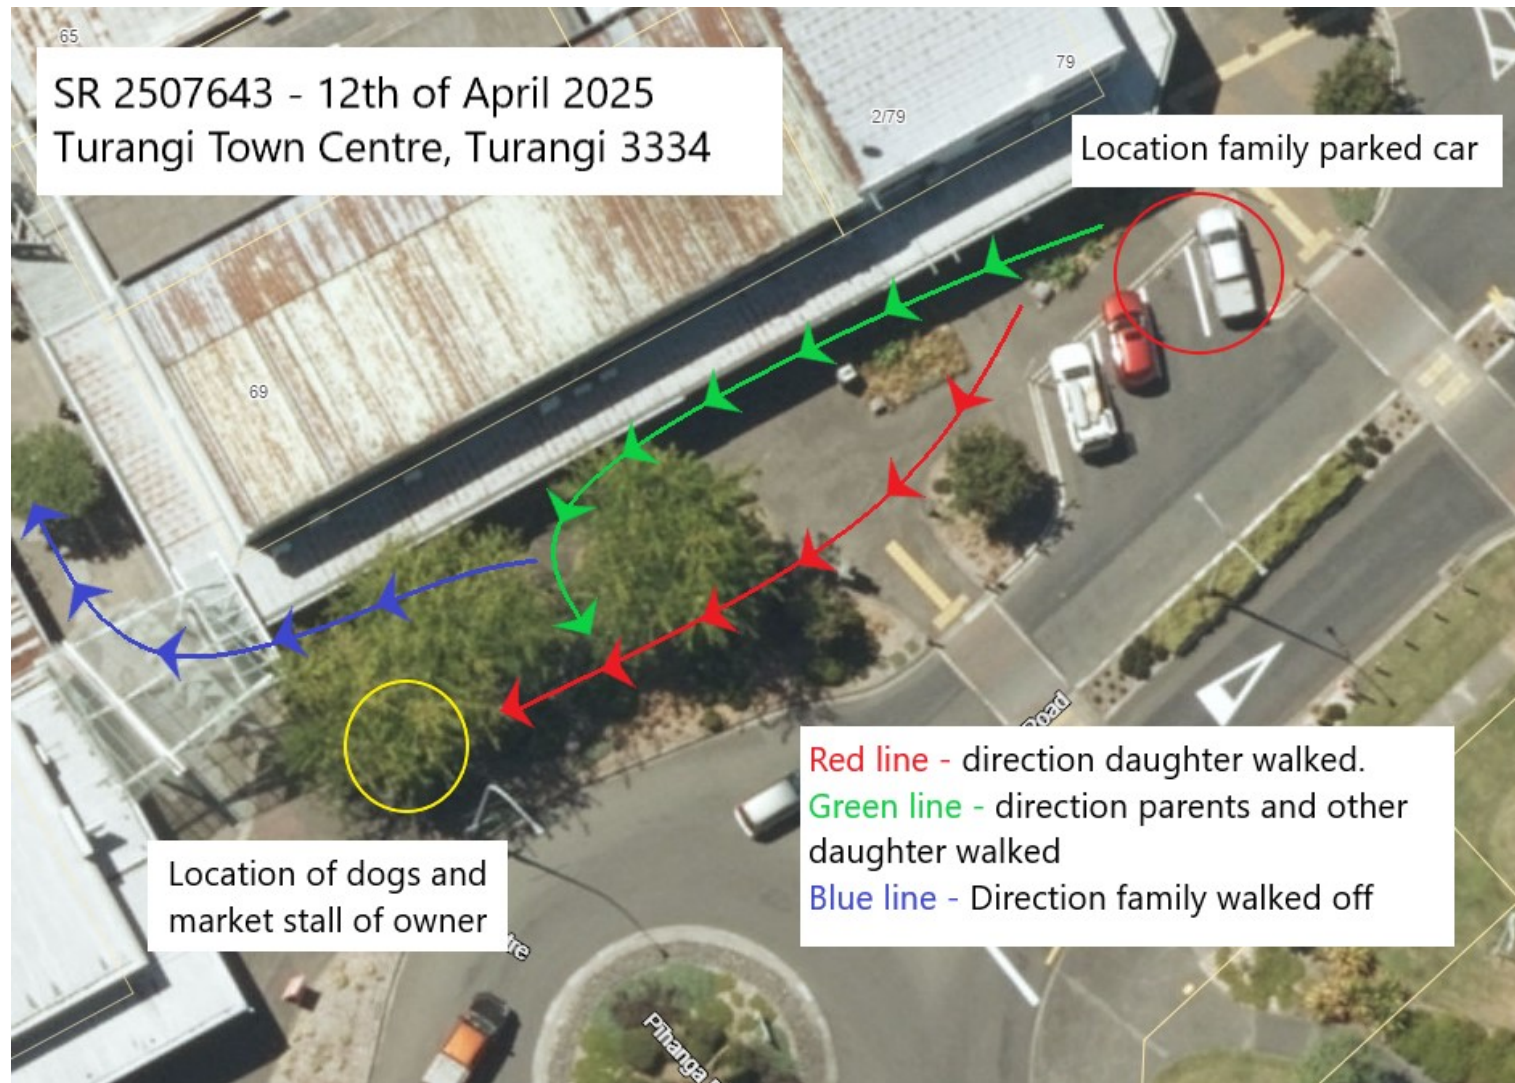 65
79
SR 2507643 - 12th of April 2025
Turangi Town Centre, Turangi 3334
2/79
Location family parked car
69
Road
Red line - direction daughter walked.
Green line - direction parents and other
daughter walked
Blue line - Direction family walked off
Location of dogs and
market stall of owner
tre
Pihanga